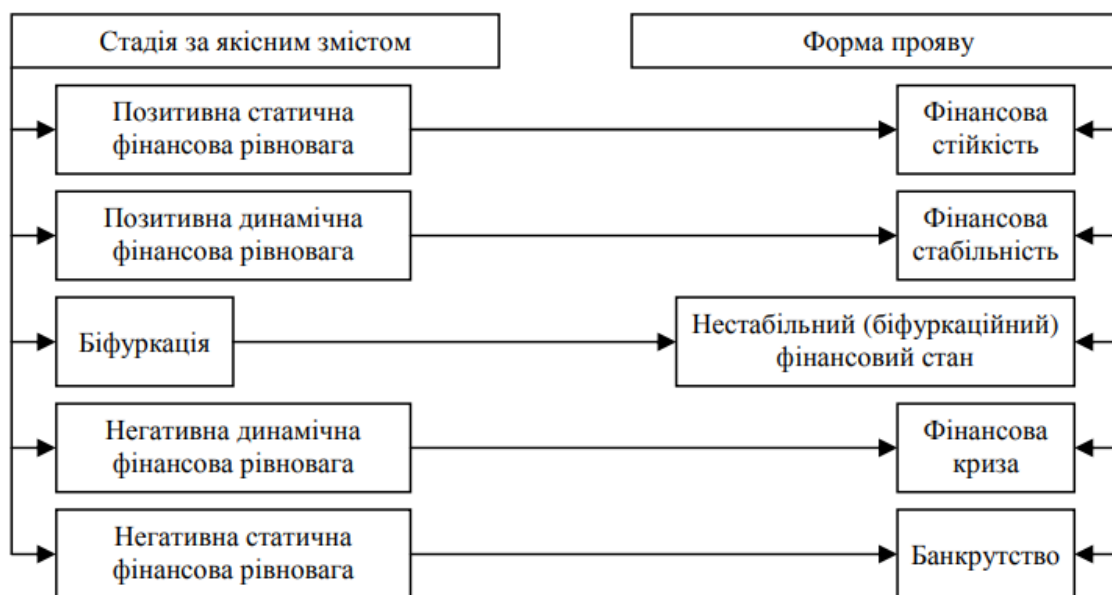 Стадія за якісним змістом
Форма прояву
Позитивна статична
фінансова рівновага
Фінансова
стійкість
Позитивна динамічна
фінансова рівновага
Фінансова
стабільність
Біфуркація
Нестабільний (біфуркаційний)
фінансовий стан
Негативна динамічна
фінансова рівновага
Фінансова
криза
Негативна статична
фінансова рівновага
Банкрутство